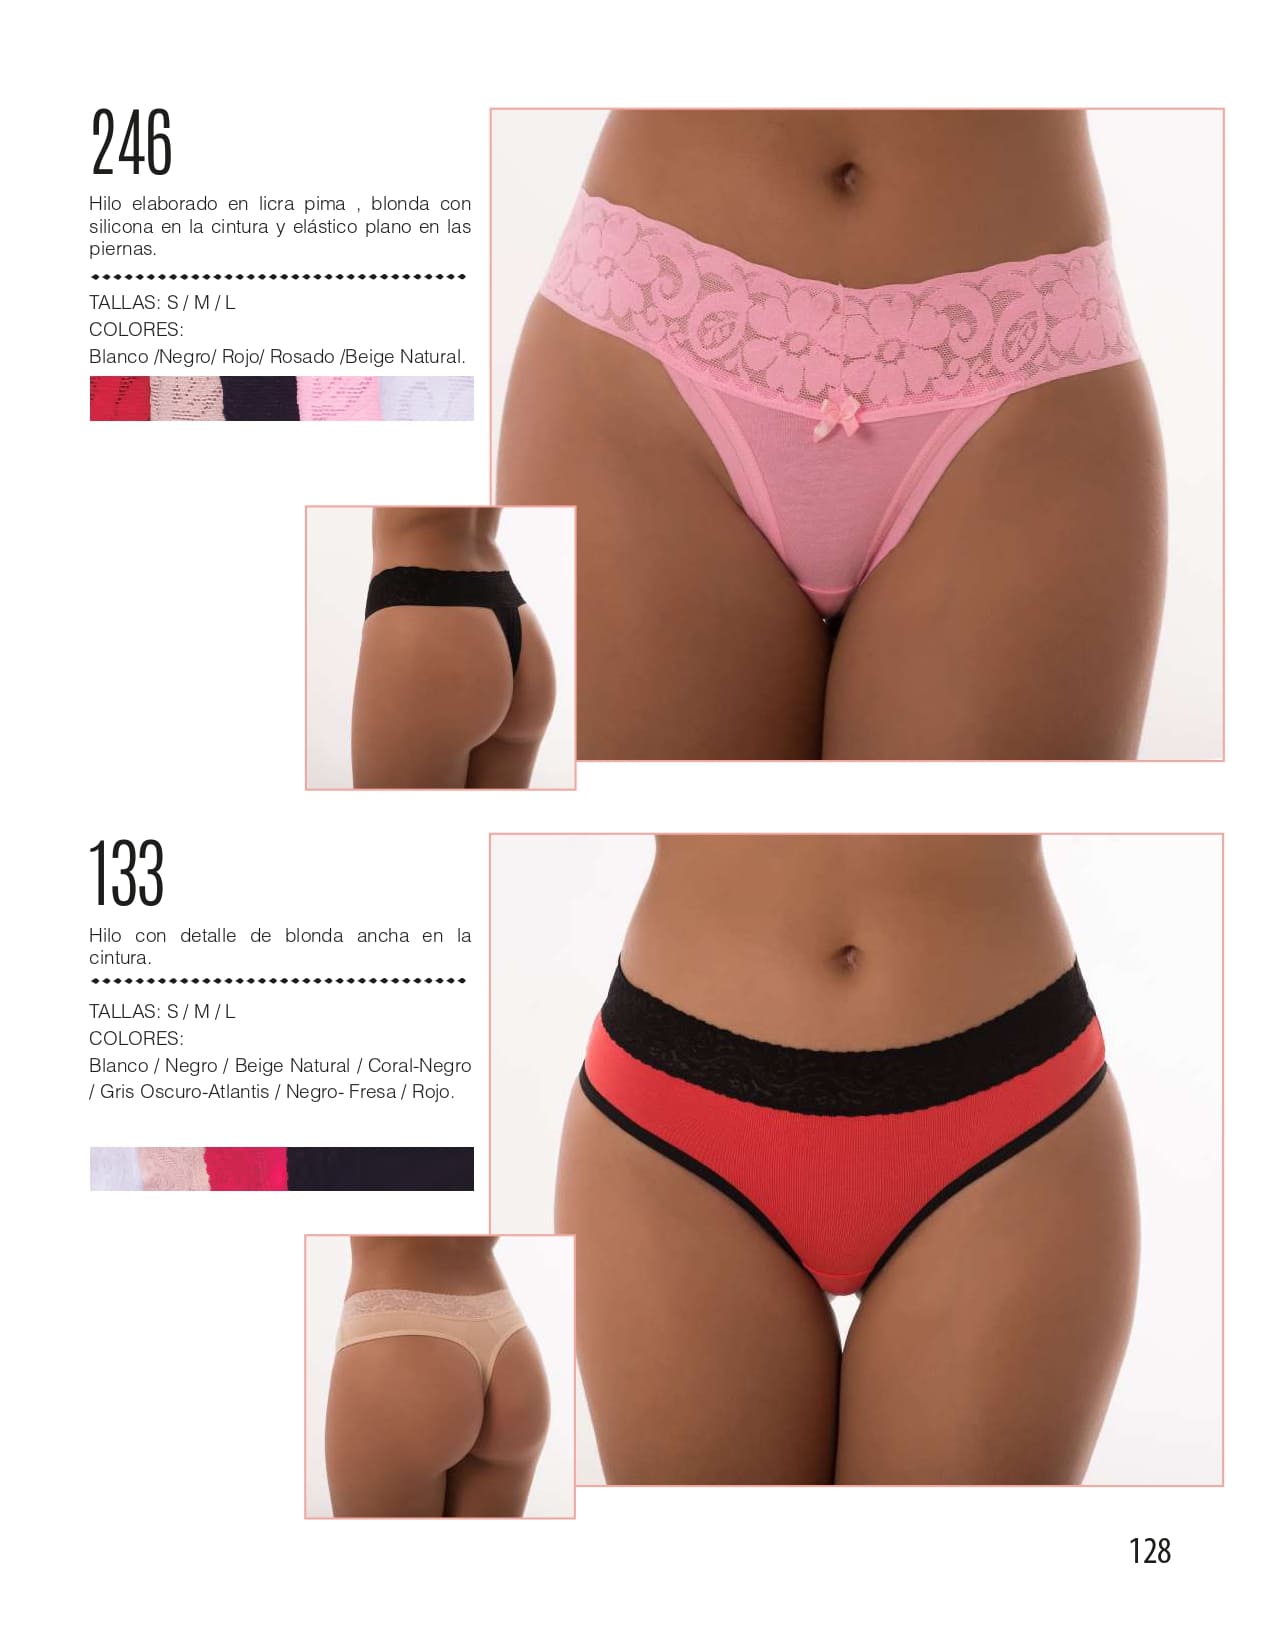 246
Hilo elaborado en licra pima , blonda con
silicona en la cintura y elástico plano en las
piernas.
TALLAS: S / M / L
COLORES:
Blanco /Negro/ Rojo/ Rosado /Beige Natural.
133
Hilo con detalle de blonda ancha en la
cintura.
TALLAS: S / M / L
COLORES:
Blanco / Negro / Beige Natural / Coral-Negro
/ Gris Oscuro-Atlantis / Negro- Fresa / Rojo.
128